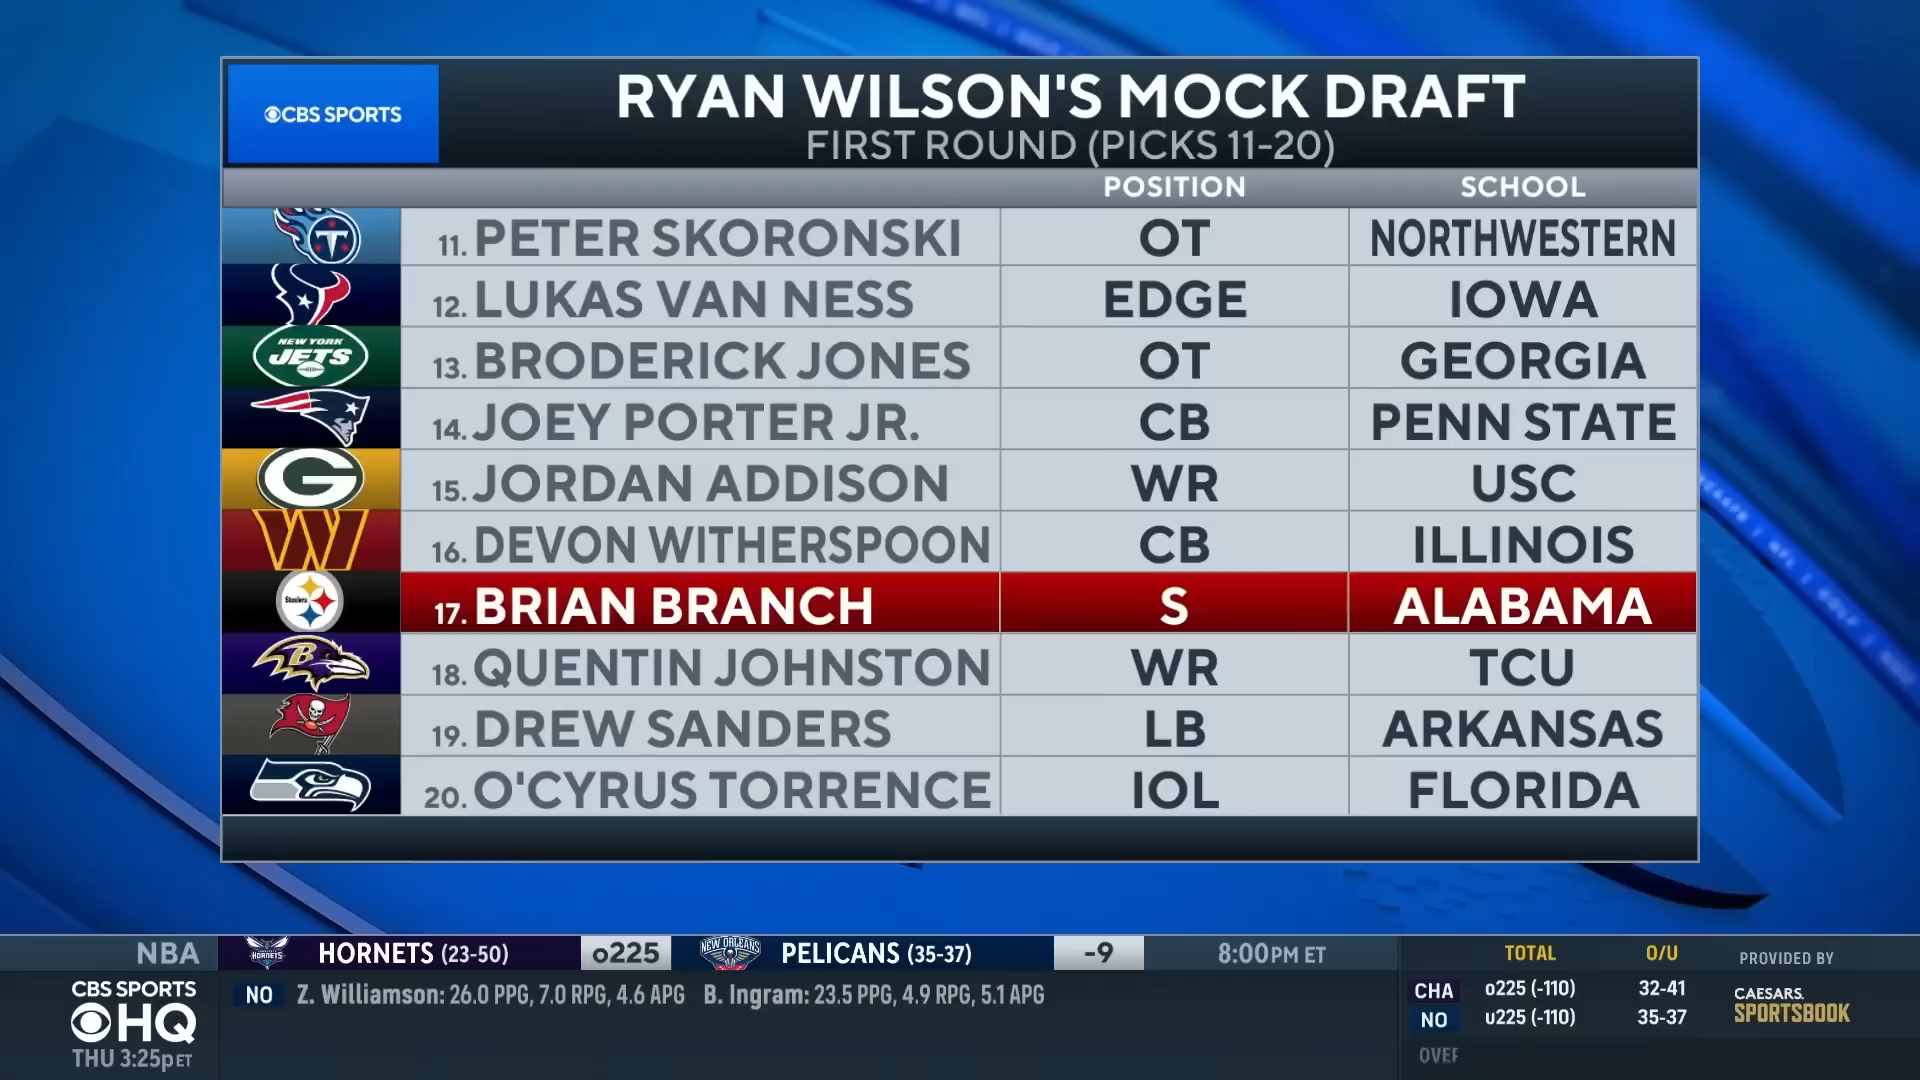 CBS SPORTS
RYAN WILSON'S MOCK DRAFT
FIRST ROUND (PICKS 11-20)
POSITION SCHOOL
T 11. PETER SKORONSKI OT NORTHWESTERN
12. LUKAS VAN NESS EDGE IOWA
NEW YORK
JETS 13. BRODERICK JONES OT GEORGIA
14. JOEY PORTER JR. CB PENN STATE
G 15. JORDAN ADDISON WR USC
W 16. DEVON WITHERSPOON CB ILLINOIS
Steelers 17. BRIAN BRANCH S ALABAMA
B 18. QUENTIN JOHNSTON WR TCU
19. DREW SANDERS LB ARKANSAS
20. O'CYRUS TORRENCE IOL FLORIDA
NBA HORNETS HORNETS (23-50) o225 NEW ORLEANS PELICANS (35-37) -9 8:00PM ET
NO Z. Williamson: 26.0 PPG, 7.0 RPG, 4.6 APG B. Ingram: 23.5 PPG, 4.9 RPG, 5.1 APG
CBS SPORTS
HQ
THU 3:25pET
TOTAL O/U
CHA o225 (-110) 32-41
NO u225 (-110) 35-37
PROVIDED BY
CAESARS
SPORTSBOOK